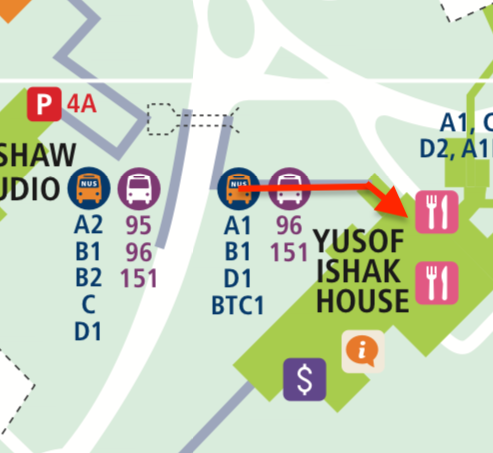 P 4A
SHAW
UDIO
NUS
A2
B1
B2
C
D1
95
96
151
NUS
A1
B1
D1
BTC1
96
151
YUSOF
ISHAK
HOUSE
A1, C
D2, A1
i
$